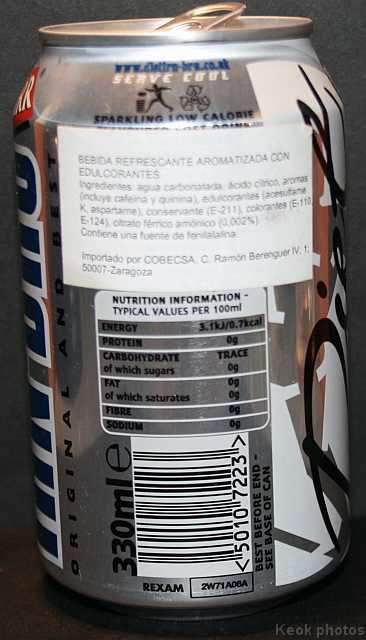 www.diet-irn-bru.co.uk
SERVE COOL
SPARKLING LOW CALORIE
BEBIDA REFRESCANTE AROMATIZADA CON
EDULCORANTES
Ingredientes: agua carbonatada, ácido cítrico, aromas
(incluye cafeína y quinina), edulcorantes (acesulfame
K, aspartame), conservante (E-211), colorantes (E-110,
E-124), citrato férrico amónico (0,002%).
Contiene una fuente de fenilalanina.
Importado por COBECSA, C. Ramón Berenguer IV, 1,
50007-Zaragoza
NUTRITION INFORMATION -
TYPICAL VALUES PER 100ml
ENERGY 3.1kJ/0.7kcal
PROTEIN 0g
CARBOHYDRATE TRACE
of which sugars 0g
FAT 0g
of which saturates 0g
FIBRE 0g
SODIUM 0g
330ml e
<5010 7223>
BEST BEFORE END -
SEE BASE OF CAN
REXAM 2W71A06A
ORIGINAL AND BEST
Diet
Keok photos